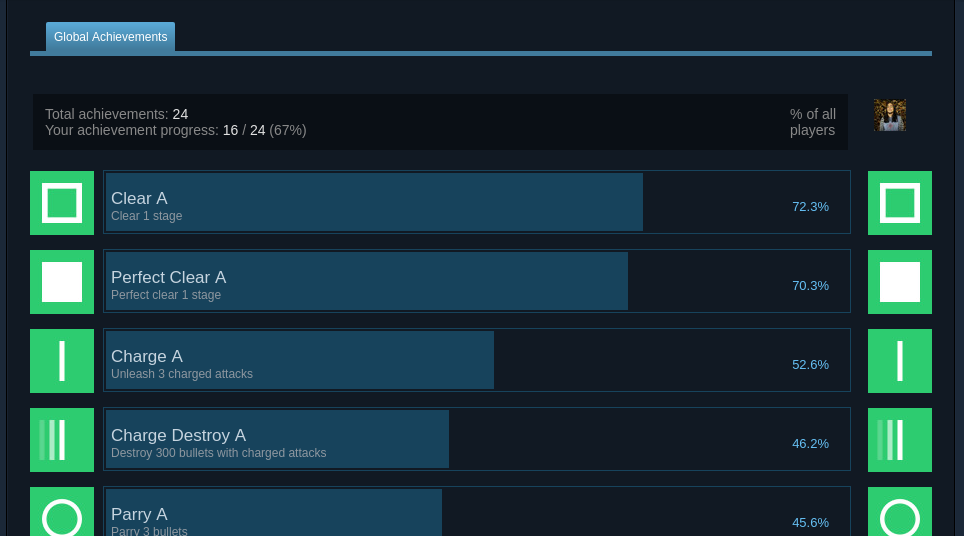 Global Achievements
Total achievements: 24
Your achievement progress: 16 / 24 (67%)
% of all
players
Clear A
Clear 1 stage
72.3%
Perfect Clear A
Perfect clear 1 stage
70.3%
Charge A
Unleash 3 charged attacks
52.6%
Charge Destroy A
Destroy 300 bullets with charged attacks
46.2%
Parry A
Parry 3 bullets
45.6%